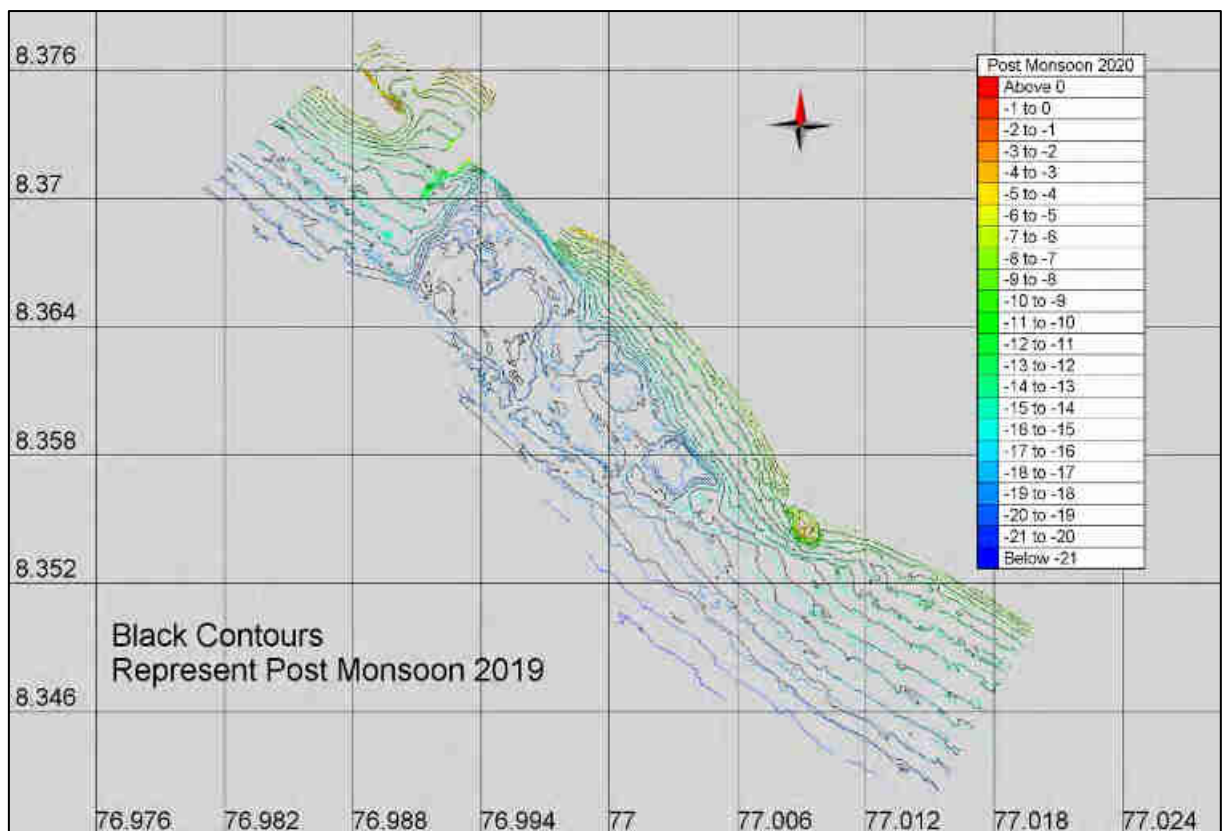 8.376
8.37
8.364
8.358
8.352
8.346
Post Monsoon 2020
Above 0
-1 to 0
-2 to -1
-3 to -2
-4 to -3
-5 to -4
-6 to -5
-7 to -6
-8 to -7
-9 to -8
-10 to -9
-11 to -10
-12 to -11
-13 to -12
-14 to -13
-15 to -14
-16 to -15
-17 to -16
-18 to -17
-19 to -18
-20 to -19
-21 to -20
Below -21
Black Contours
Represent Post Monsoon 2019
76.976
76.982
76.988
76.994
77
77.006
77.012
77.018
77.024